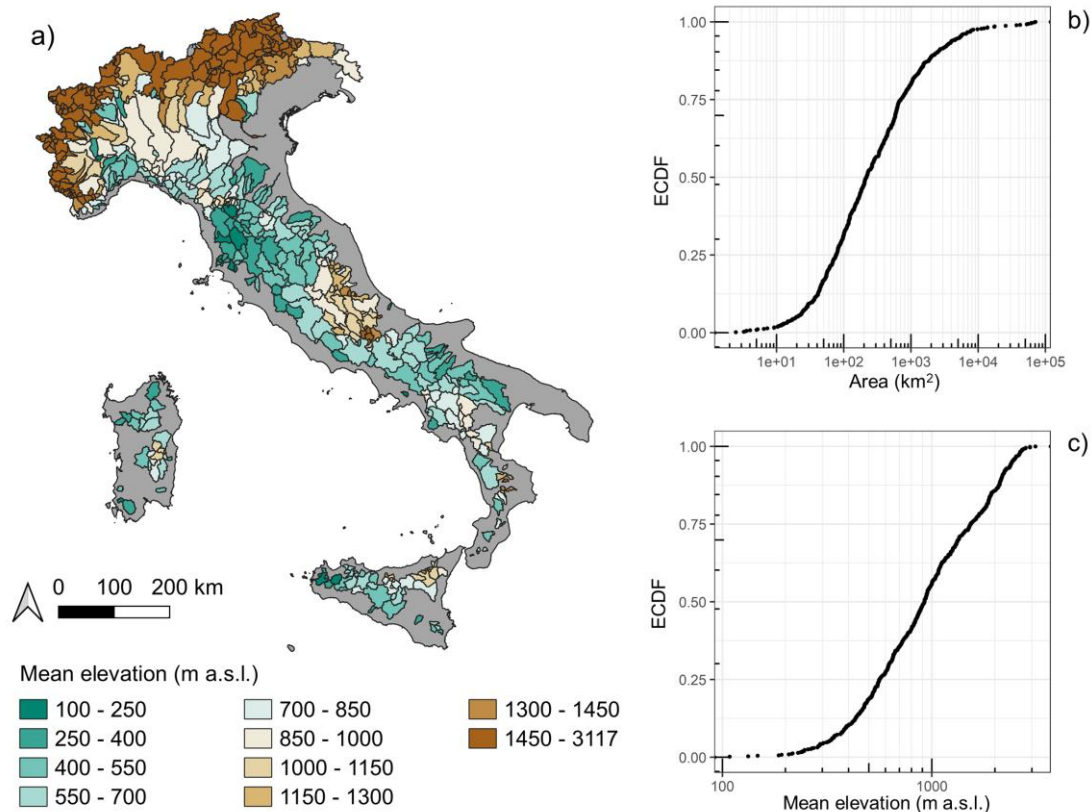 a)
0 100 200 km
Mean elevation (m a.s.l.)
100 - 250
250 - 400
400 - 550
550 - 700
700 - 850
850 - 1000
1000 - 1150
1150 - 1300
1300 - 1450
1450 - 3117
b)
1.00
0.75
0.50
0.25
0.00
ECDF
1e+01 1e+02 1e+03 1e+04 1e+05
Area (km²)
c)
1.00
0.75
0.50
0.25
0.00
ECDF
100 1000
Mean elevation (m a.s.l.)